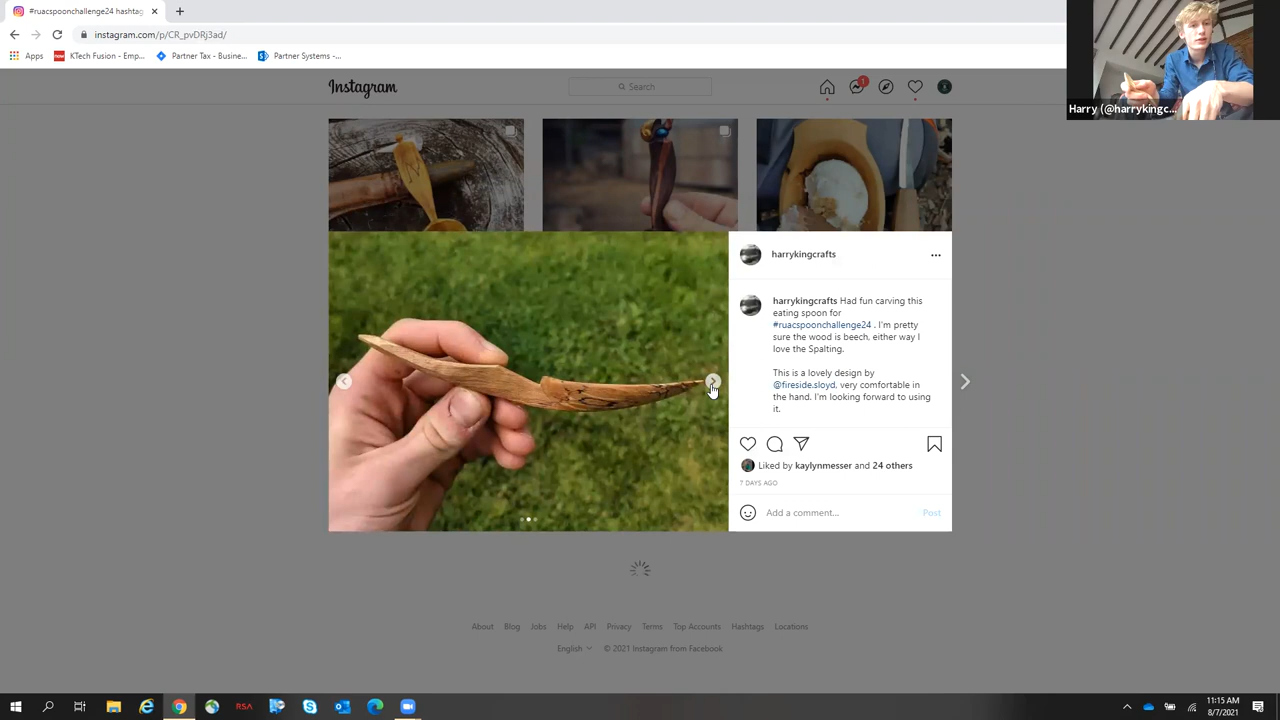 #ruacsspoonchallenge24 hashtag
instagram.com/p/CR_pvDRj3ad/
Apps
KTech Fusion - Emp...
Partner Tax - Busine...
Partner Systems -...
Instagram
Search
1
Harry (@harrykingc...
harrykingcrafts
harrykingcrafts Had fun carving this
eating spoon for
#ruacspoonchallenge24 . I'm pretty
sure the wood is beech, either way I
love the Spalting.
This is a lovely design by
@fireside.sloyd, very comfortable in
the hand. I'm looking forward to using
it.
Liked by kaylynmesser and 24 others
7 DAYS AGO
Add a comment...
Post
About Blog Jobs Help API Privacy Terms Top Accounts Hashtags Locations
English © 2021 Instagram from Facebook
RSA
11:15 AM
8/7/2021